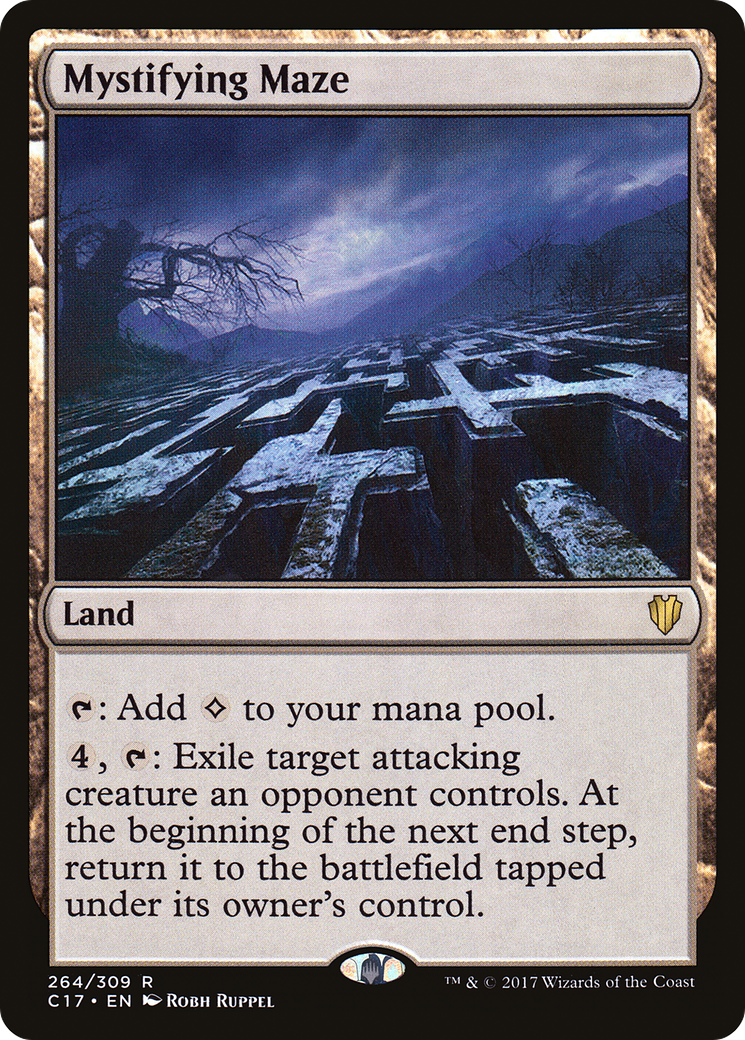 Mystifying Maze
Land
: Add to your mana pool.
4, : Exile target attacking
creature an opponent controls. At
the beginning of the next end step,
return it to the battlefield tapped
under its owner's control.
264/309 R
C17 • EN Robh Ruppel
™ & © 2017 Wizards of the Coast